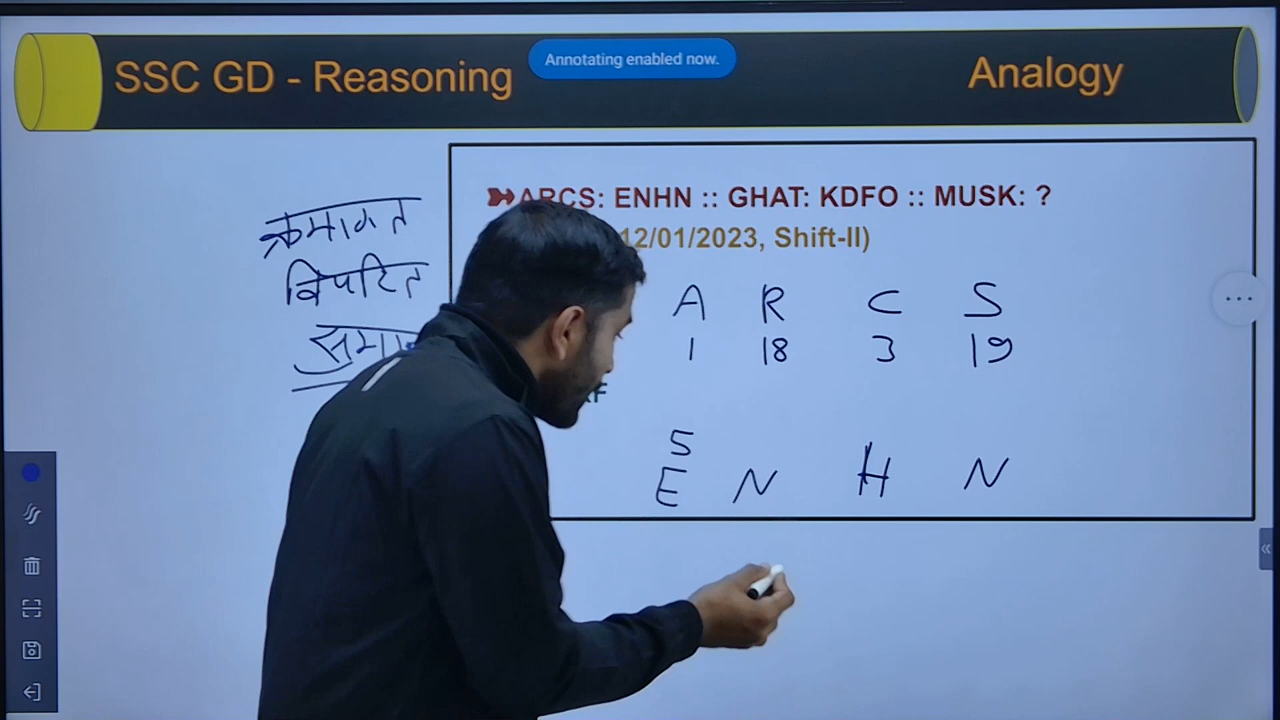 SSC GD - Reasoning
Annotating enabled now.
Analogy
ARCS: ENHN :: GHAT: KDFO :: MUSK: ?
12/01/2023, Shift-II)
क्रमागत
विपरित
A R C S
1 18 3 19
5
E N H N